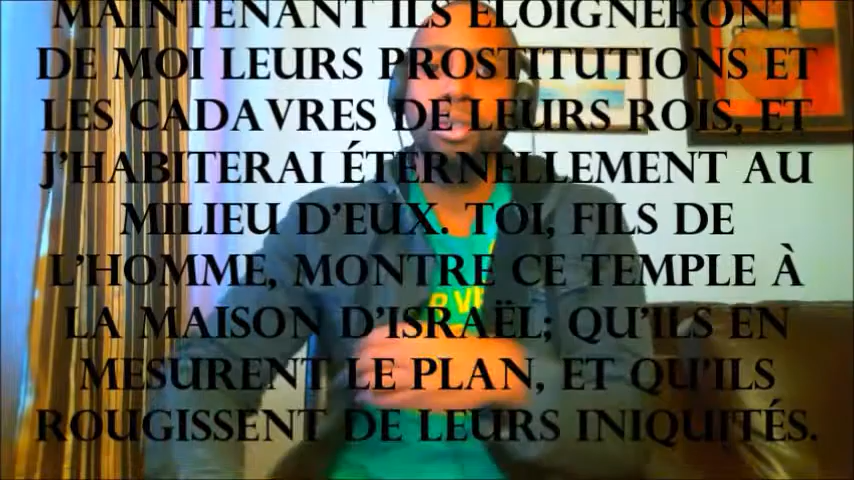 MAINTENANT ILS ÉLOIGNERONT
DE MOI LEURS PROSTITUTIONS ET
LES CADAVRES DE LEURS ROIS, ET
J'HABITERAI ÉTERNELLEMENT AU
MILIEU D'EUX. TOI, FILS DE
L'HOMME, MONTRE CE TEMPLE À
LA MAISON D'ISRAËL; QU'ILS EN
MESURENT LE PLAN, ET QU'ILS
ROUGISSENT DE LEURS INIQUITÉS.